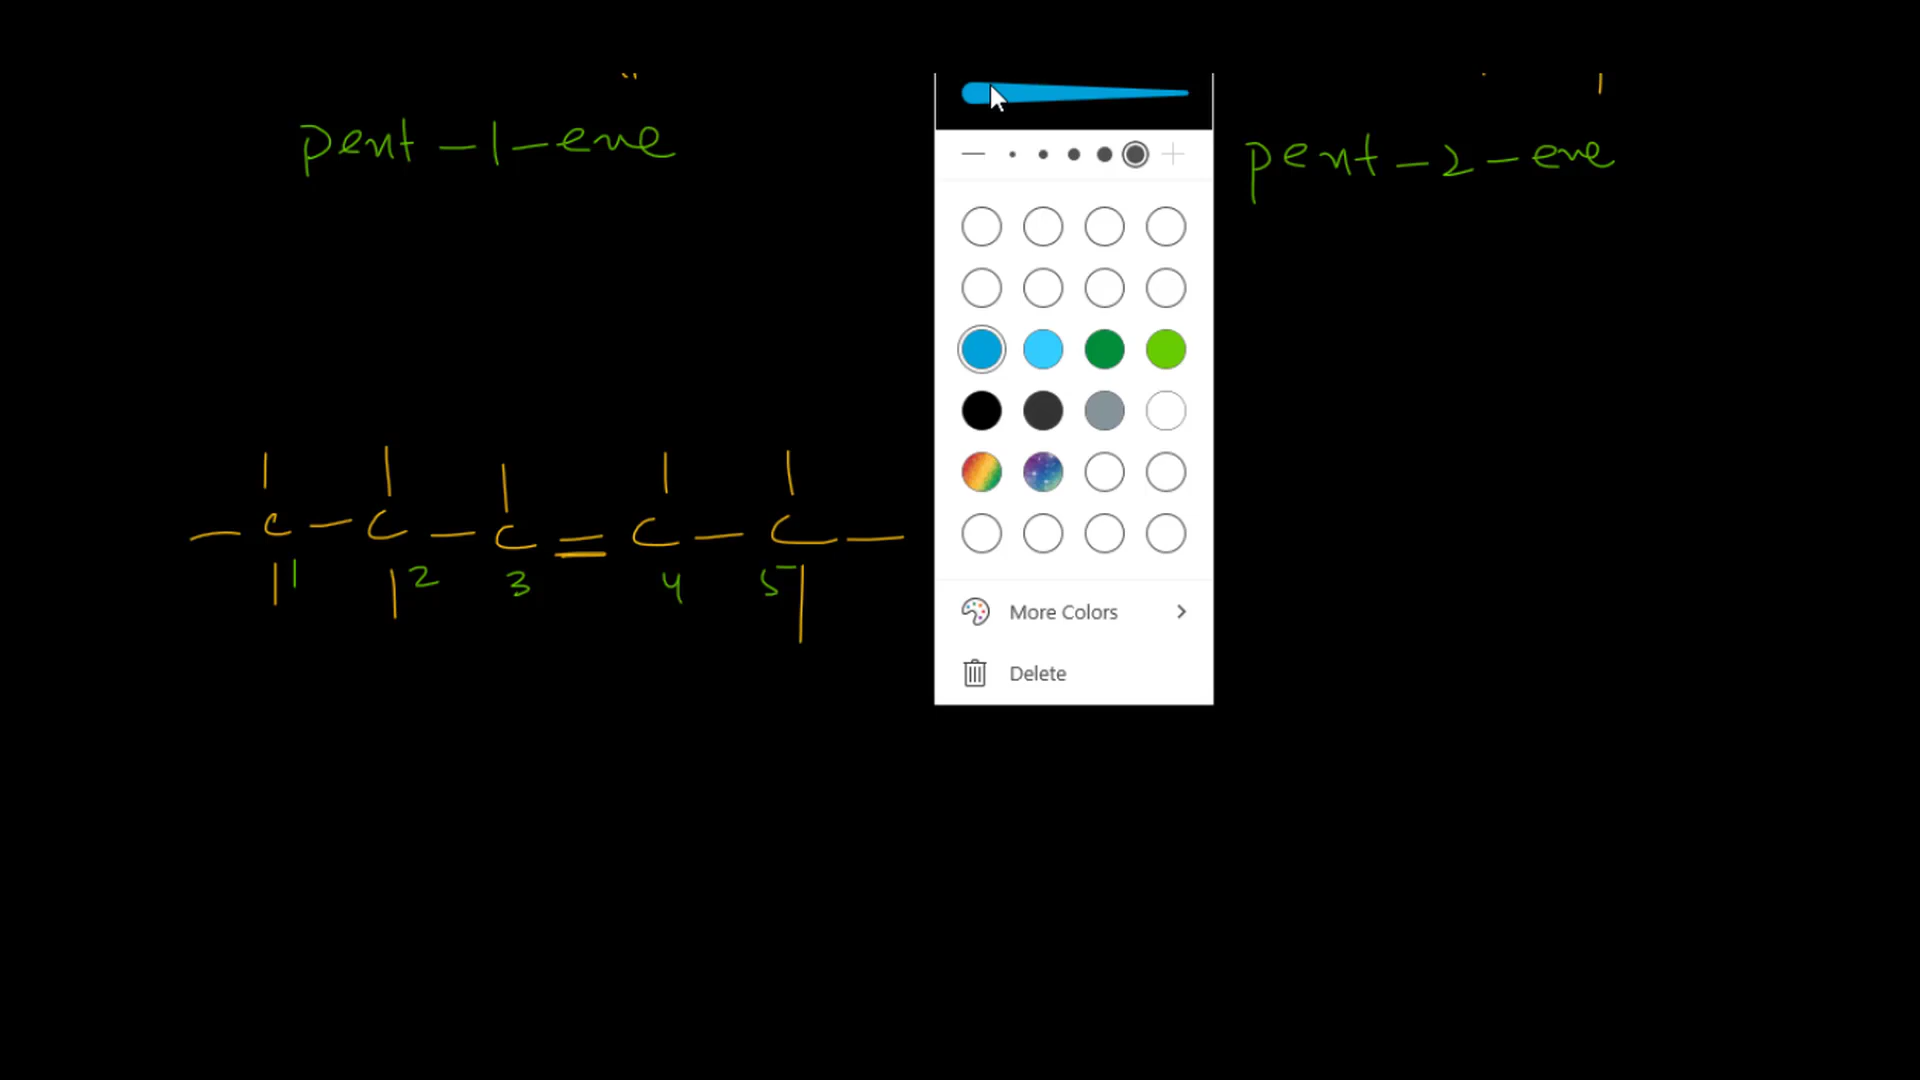 pent-1-ene
pent-2-ene
- C - C - C = C - C -
1 2 3 4 5
More Colors
Delete